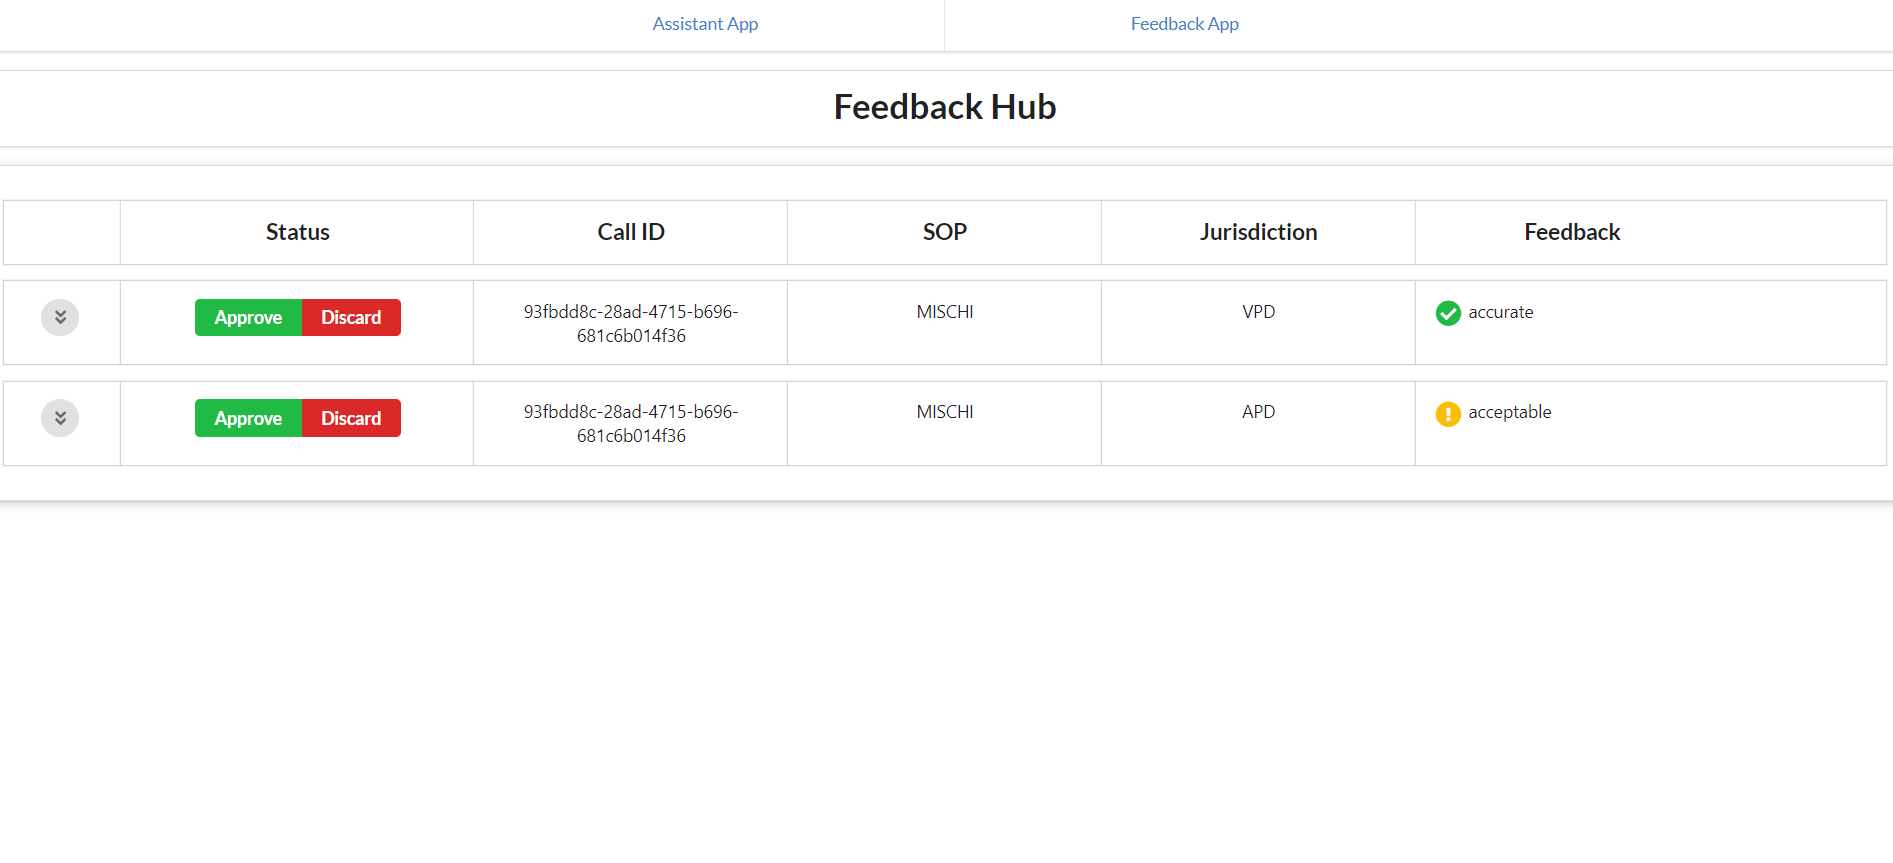 Assistant App
Feedback App
Feedback Hub
Status
Call ID
SOP
Jurisdiction
Feedback
Approve
Discard
93fbdd8c-28ad-4715-b696-
681c6b014f36
MISCHI
VPD
accurate
Approve
Discard
93fbdd8c-28ad-4715-b696-
681c6b014f36
MISCHI
APD
acceptable